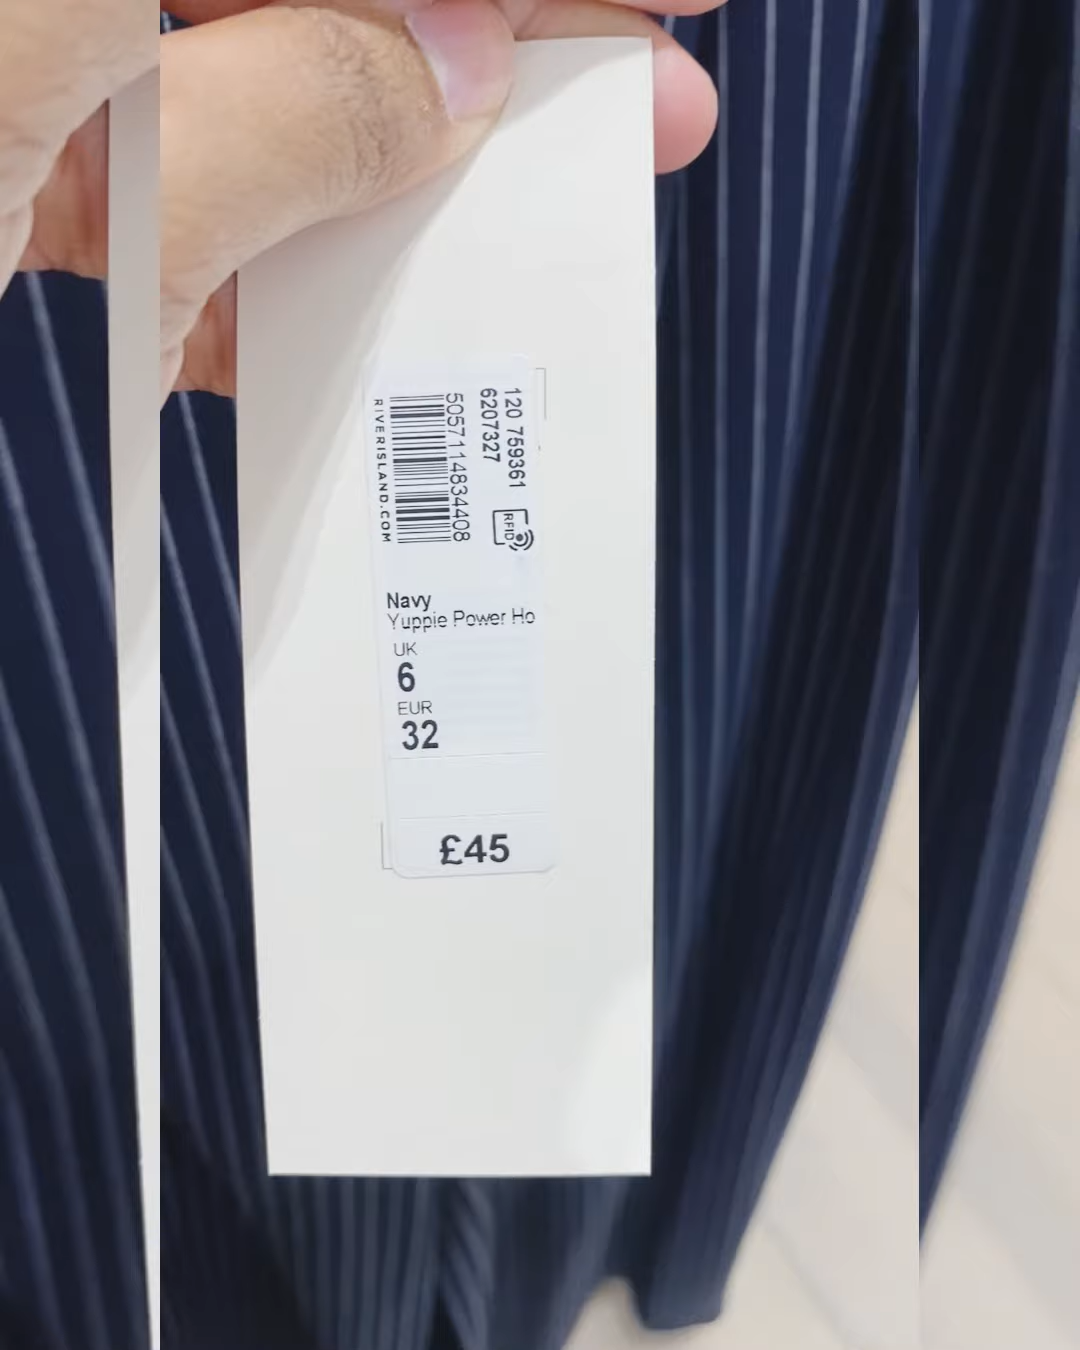 120 759361
6207327
5057114834408
RIVERISLAND.COM
RFID
Navy
Yuppie Power Ho
UK
6
EUR
32
£45